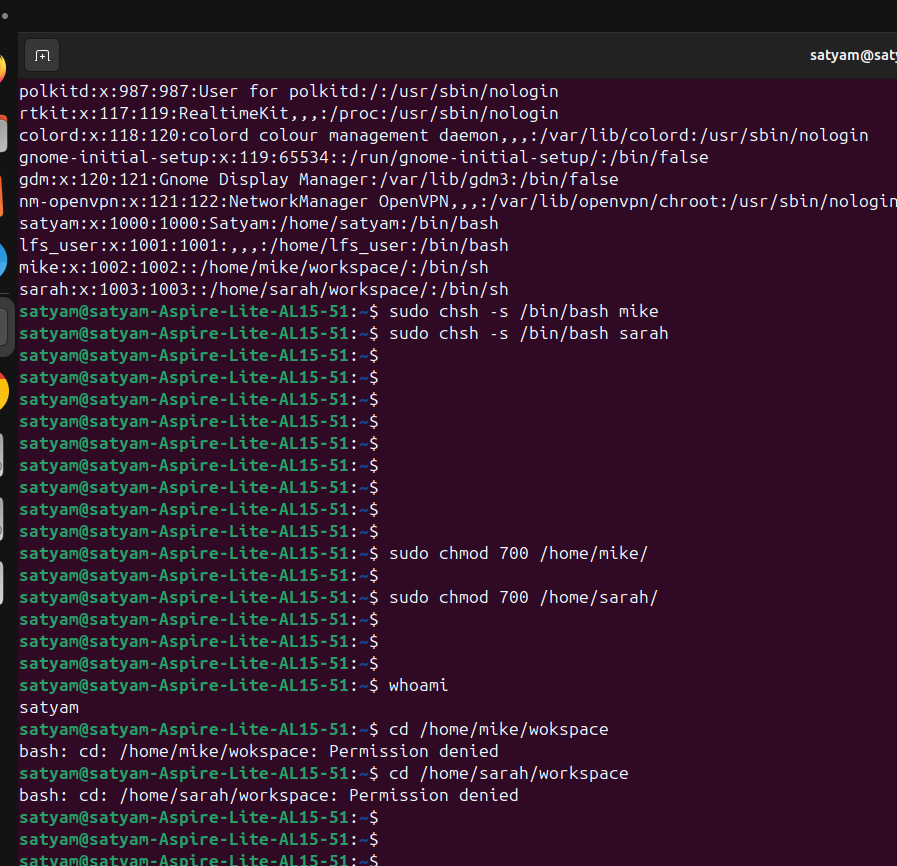 satyam@saty
polkitd:x:987:987:User for polkitd:/:/usr/sbin/nologin
rtkit:x:117:119:RealtimeKit,,,:/proc:/usr/sbin/nologin
colord:x:118:120:colord colour management daemon,,,:/var/lib/colord:/usr/sbin/nologin
gnome-initial-setup:x:119:65534::/run/gnome-initial-setup/:/bin/false
gdm:x:120:121:Gnome Display Manager:/var/lib/gdm3:/bin/false
nm-openvpn:x:121:122:NetworkManager OpenVPN,,,:/var/lib/openvpn/chroot:/usr/sbin/nologin
satyam:x:1000:1000:Satyam:/home/satyam:/bin/bash
lfs_user:x:1001:1001:,,,:/home/lfs_user:/bin/bash
mike:x:1002:1002::/home/mike/workspace/:/bin/sh
sarah:x:1003:1003::/home/sarah/workspace/:/bin/sh
satyam@satyam-Aspire-Lite-AL15-51:~$ sudo chsh -s /bin/bash mike
satyam@satyam-Aspire-Lite-AL15-51:~$ sudo chsh -s /bin/bash sarah
satyam@satyam-Aspire-Lite-AL15-51:~$
satyam@satyam-Aspire-Lite-AL15-51:~$
satyam@satyam-Aspire-Lite-AL15-51:~$
satyam@satyam-Aspire-Lite-AL15-51:~$
satyam@satyam-Aspire-Lite-AL15-51:~$
satyam@satyam-Aspire-Lite-AL15-51:~$
satyam@satyam-Aspire-Lite-AL15-51:~$
satyam@satyam-Aspire-Lite-AL15-51:~$
satyam@satyam-Aspire-Lite-AL15-51:~$
satyam@satyam-Aspire-Lite-AL15-51:~$ sudo chmod 700 /home/mike/
satyam@satyam-Aspire-Lite-AL15-51:~$
satyam@satyam-Aspire-Lite-AL15-51:~$ sudo chmod 700 /home/sarah/
satyam@satyam-Aspire-Lite-AL15-51:~$
satyam@satyam-Aspire-Lite-AL15-51:~$
satyam@satyam-Aspire-Lite-AL15-51:~$
satyam@satyam-Aspire-Lite-AL15-51:~$ whoami
satyam
satyam@satyam-Aspire-Lite-AL15-51:~$ cd /home/mike/wokspace
bash: cd: /home/mike/wokspace: Permission denied
satyam@satyam-Aspire-Lite-AL15-51:~$ cd /home/sarah/workspace
bash: cd: /home/sarah/workspace: Permission denied
satyam@satyam-Aspire-Lite-AL15-51:~$
satyam@satyam-Aspire-Lite-AL15-51:~$
satyam@satyam-Aspire-Lite-AL15-51:~$